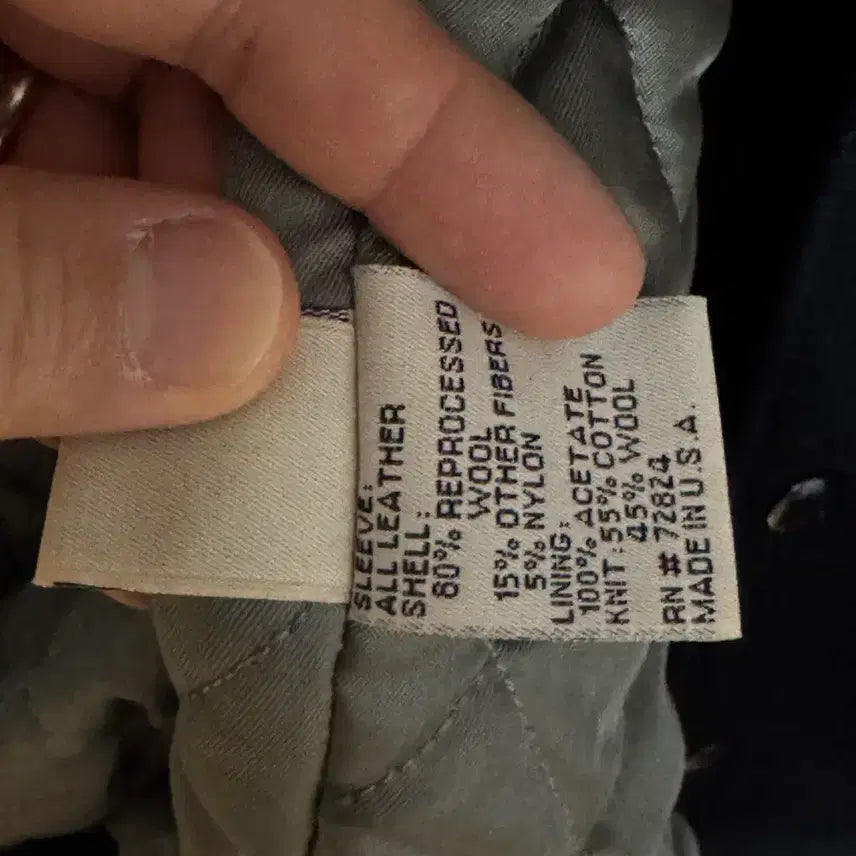 SLEEVE:
ALL LEATHER
SHELL:
80% REPROCESSED
WOOL
15% OTHER FIBERS
5% NYLON
LINING:
100% ACETATE
KNIT: 55% COTTON
45% WOOL
RN # 72824
MADE IN U.S.A.